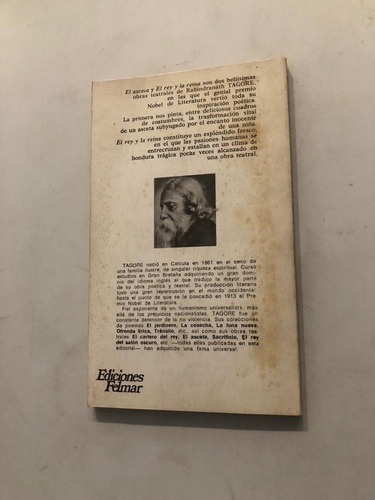 El asceta y El rey y la reina son dos bellísimas
obras teatrales de Rabindranath TAGORE,
en las que el genial premio
Nobel de Literatura vertió toda su
inspiración poética.
La primera nos pinta, entre deliciosos cuadros
de costumbres, la trasformación vital
de un asceta subyugado por el encanto inocente
de una niña.
El rey y la reina constituye un espléndido fresco,
en el que las pasiones humanas se
entrecruzan y estallan en un clima de
hondura trágica pocas veces alcanzado en
una obra teatral.
TAGORE nació en Calcuta en 1861 en el seno de
una familia ilustre, de singular riqueza espiritual. Cursó
estudios en Gran Bretaña adquiriendo un gran domi-
nio del idioma inglés al que tradujo la mayor parte
de su obra poética y teatral. Su producción literaria
tuvo una gran repercusión en el mundo occidental,
hasta el punto de que se le concedió en 1913 el Pre-
mio Nobel de Literatura.
Fiel exponente de un humanismo universalista, más
allá de los prejuicios nacionalistas, TAGORE fue un
constante defensor de la no violencia. Sus colecciones
de poemas El jardinero, La cosecha, La luna nueva,
Ofrenda lírica, Tránsito, etc., así como sus obras tea-
trales El cartero del rey, El asceta, Sacrificio, El rey
del salón oscuro, etc. —todas ellas publicadas en esta
editorial— han adquirido una fama universal.
Ediciones
Felmar